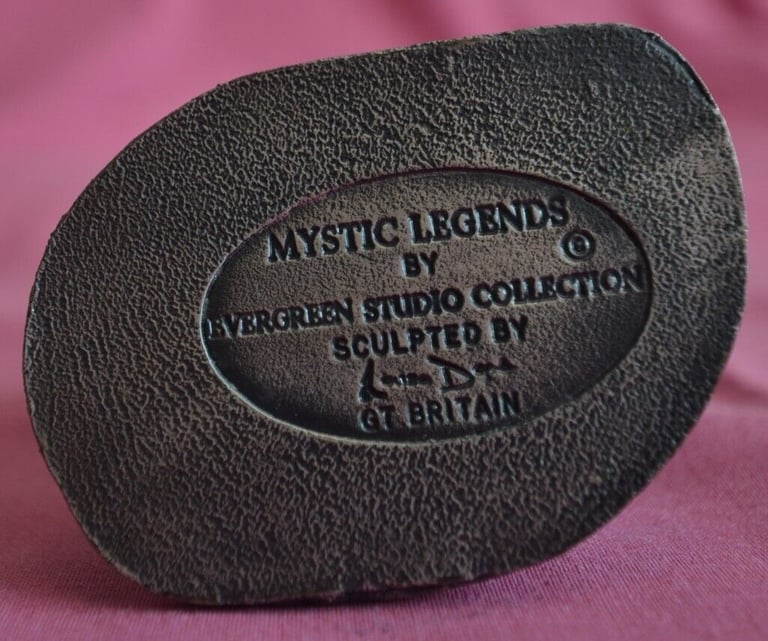 MYSTIC LEGENDS
BY ©
EVERGREEN STUDIO COLLECTION
SCULPTED BY
GT BRITAIN